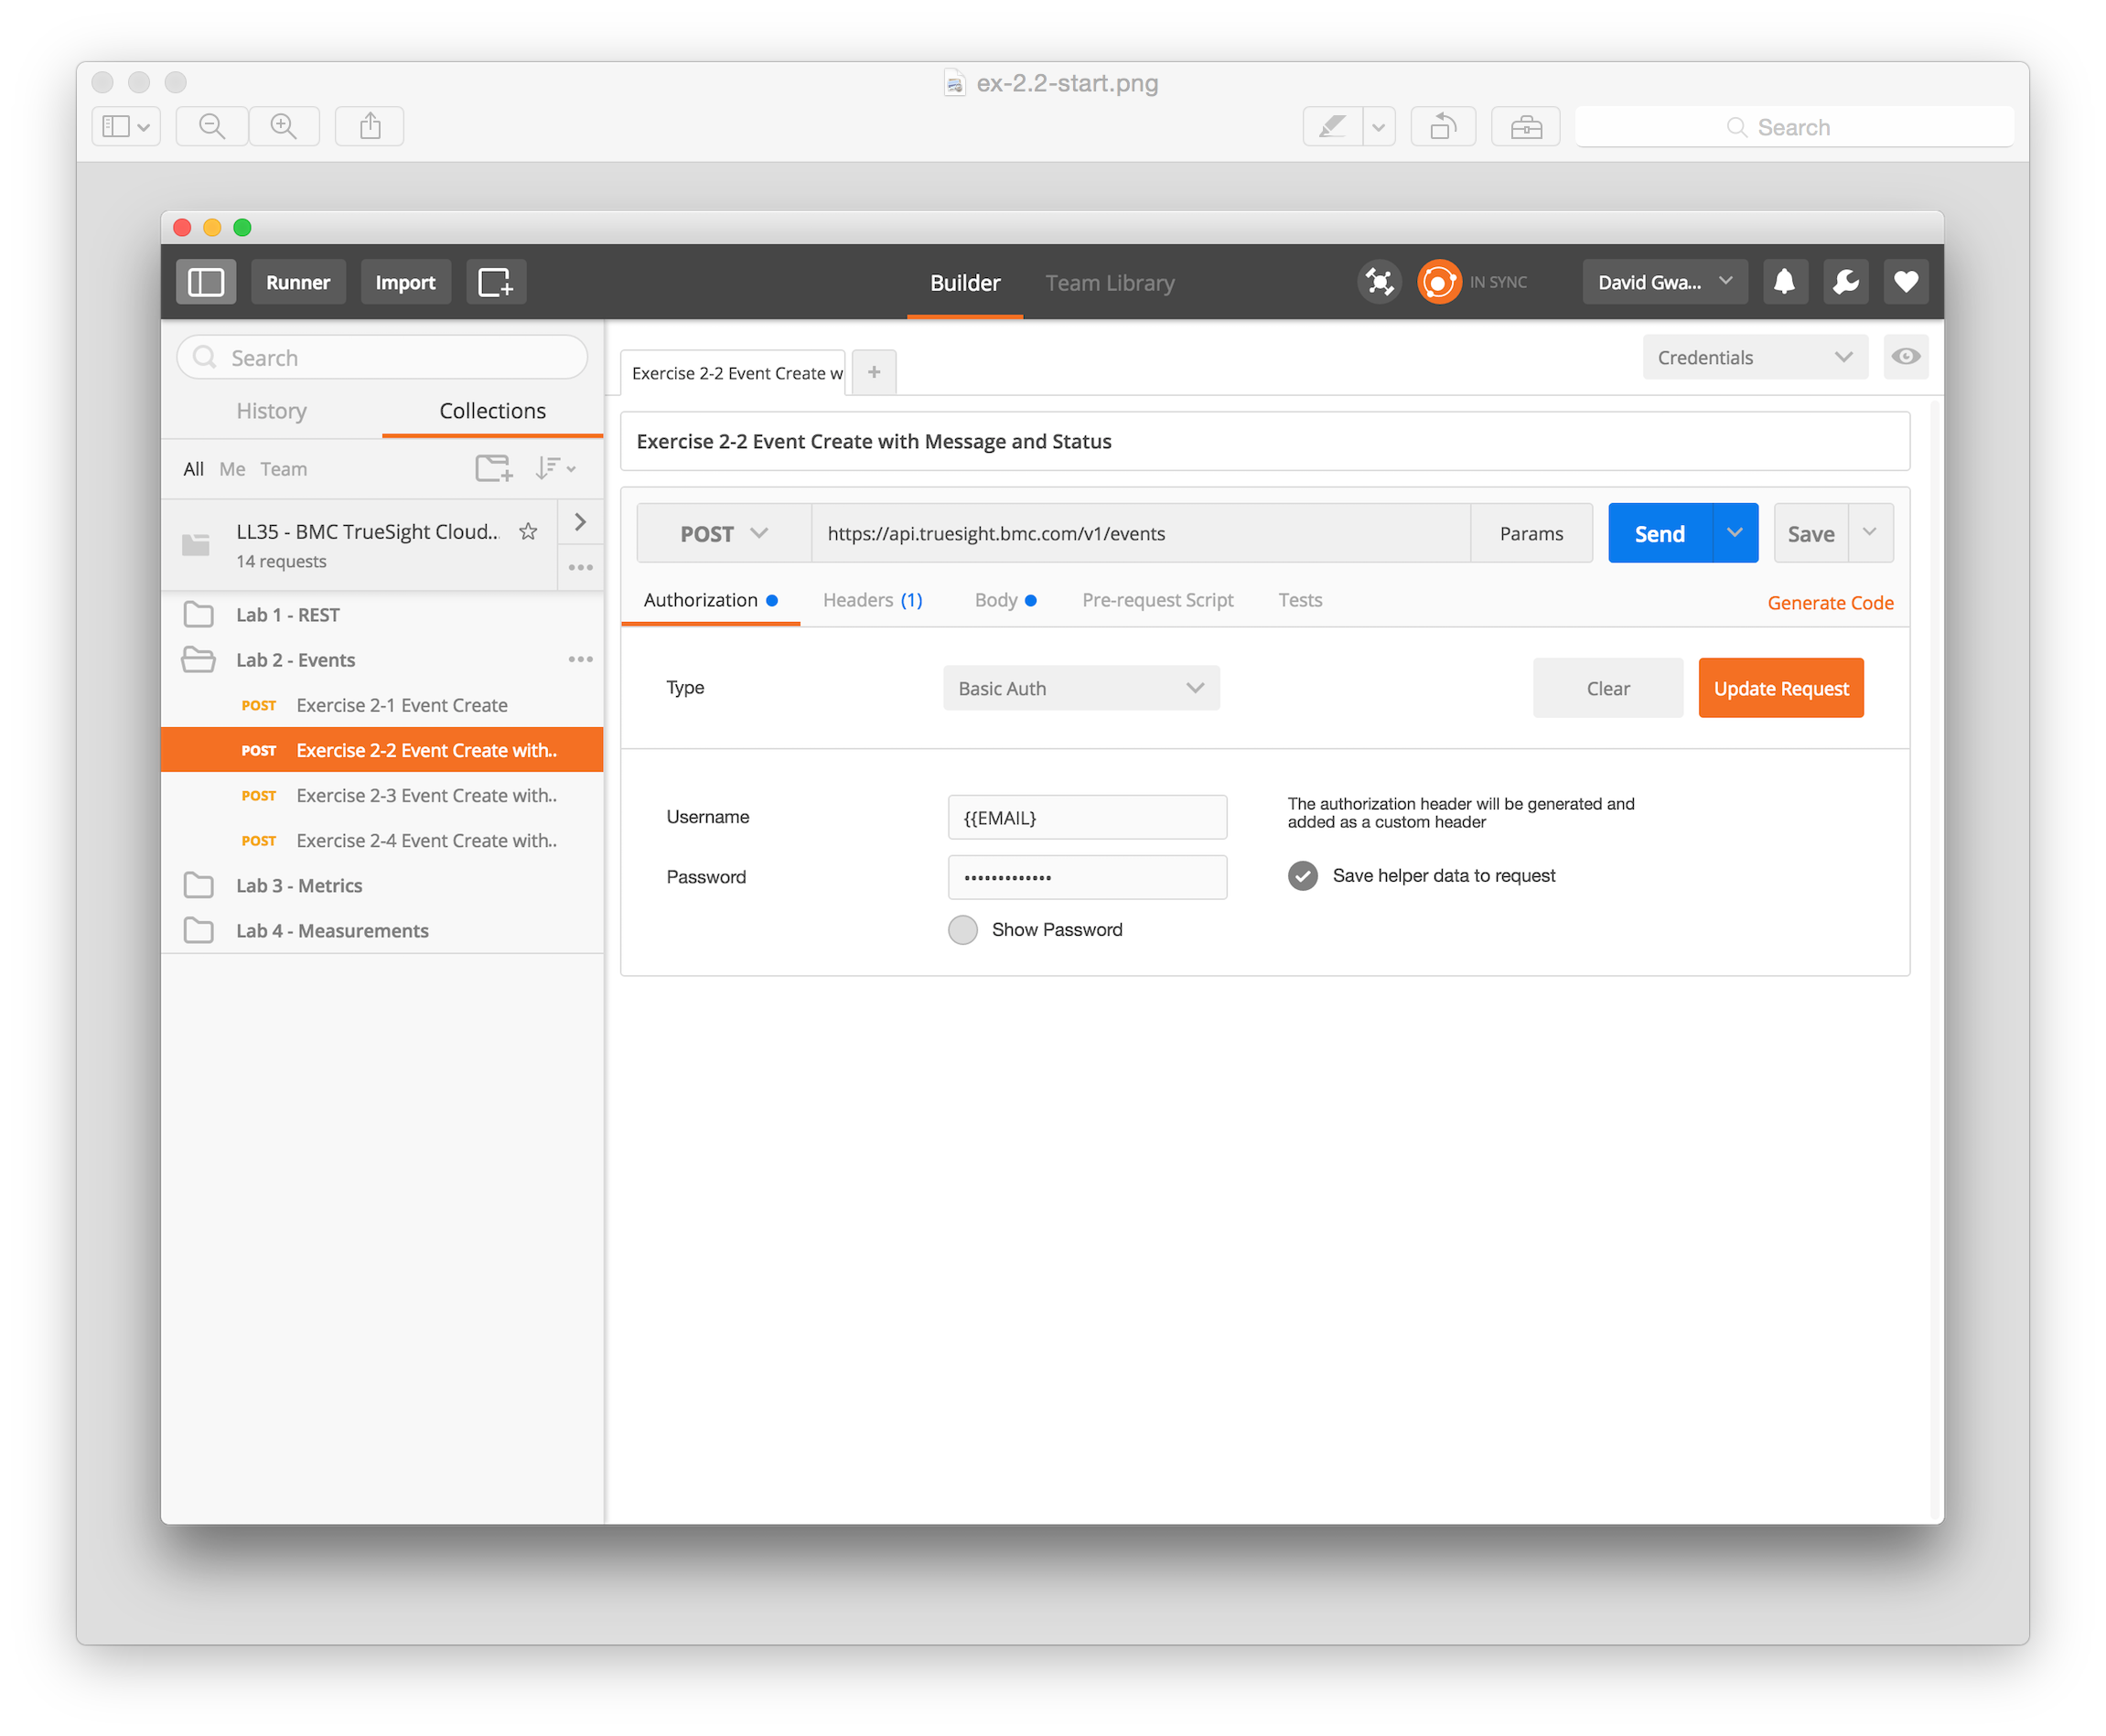 ex-2.2-start.png
Search
Runner
Import
Builder
Team Library
IN SYNC
David Gwa...
Search
Credentials
Exercise 2-2 Event Create w
+
History
Collections
Exercise 2-2 Event Create with Message and Status
All Me Team
LL35 - BMC TrueSight Cloud...
14 requests
POST
https://api.truesight.bmc.com/v1/events
Params
Send
Save
Authorization
Headers (1)
Body
Pre-request Script
Tests
Generate Code
Lab 1 - REST
Lab 2 - Events
POST Exercise 2-1 Event Create
POST Exercise 2-2 Event Create with..
POST Exercise 2-3 Event Create with..
POST Exercise 2-4 Event Create with..
Lab 3 - Metrics
Lab 4 - Measurements
Type
Basic Auth
Clear
Update Request
Username
{{EMAIL}
The authorization header will be generated and
added as a custom header
Password
•••••••••••••
Save helper data to request
Show Password